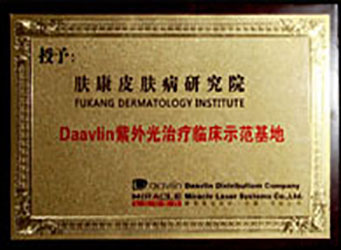 授予：
肤康皮肤病研究院
FUKANG DERMATOLOGY INSTITUTE
Daavlin紫外光治疗临床示范基地
Daavlin Daavlin Distribution Company
Miracle Laser Systems Co.,Ltd.